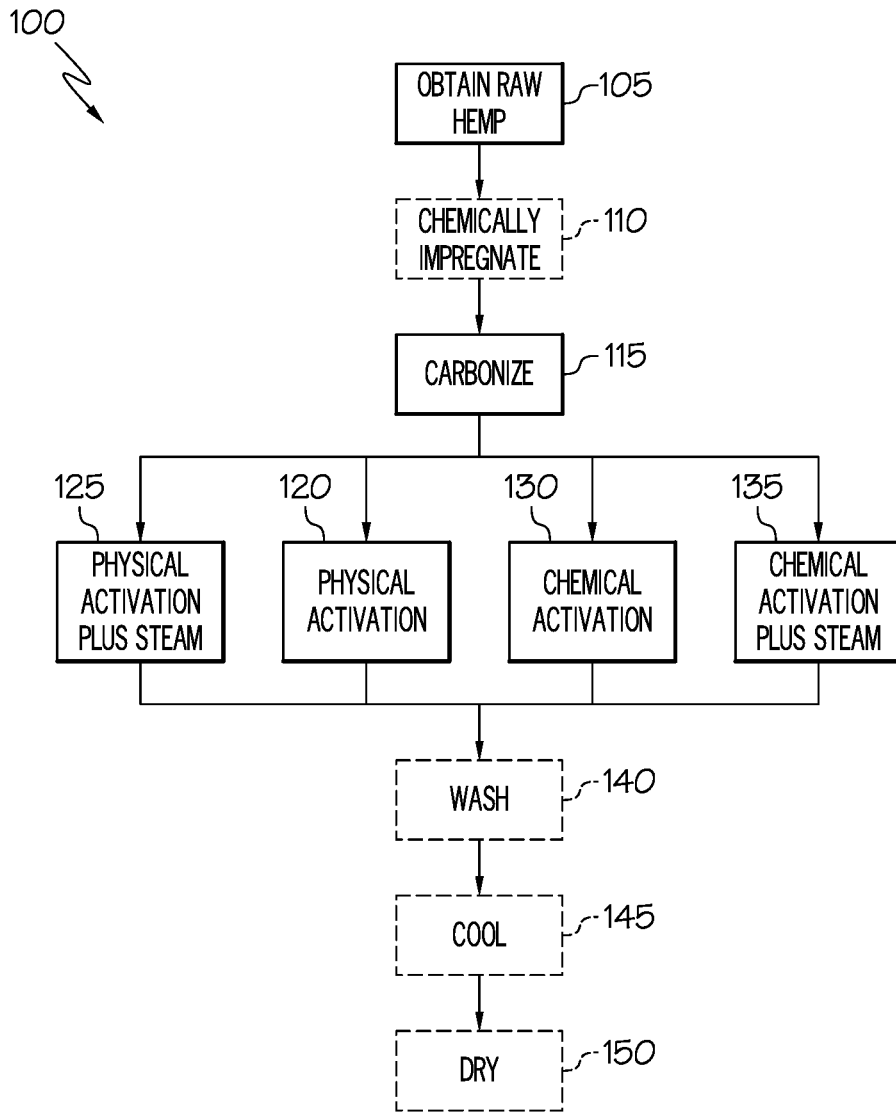 100
OBTAIN RAW
HEMP
105
CHEMICALLY
IMPREGNATE
110
CARBONIZE
115
125
120
130
135
PHYSICAL
ACTIVATION
PLUS STEAM
PHYSICAL
ACTIVATION
CHEMICAL
ACTIVATION
CHEMICAL
ACTIVATION
PLUS STEAM
WASH
140
COOL
145
DRY
150